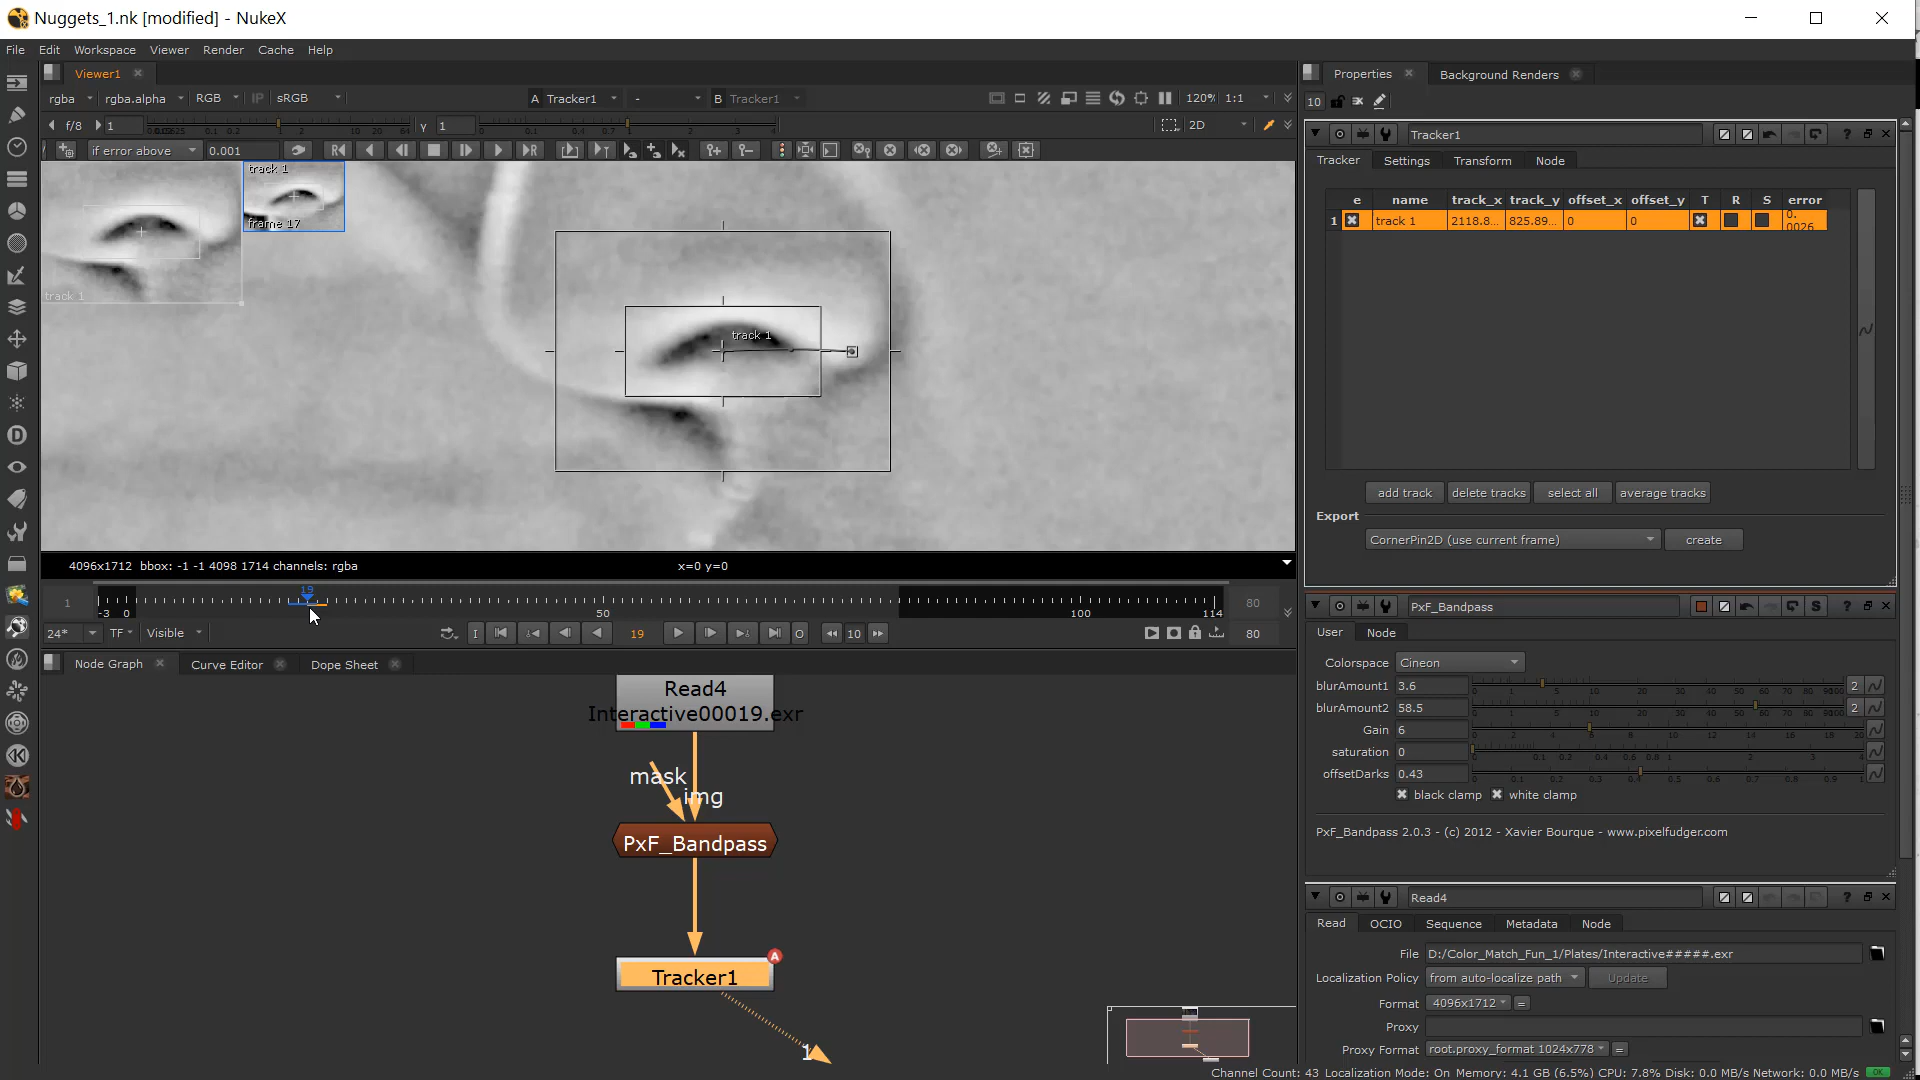 Nuggets_1.nk [modified] - NukeX
File Edit Workspace Viewer Render Cache Help
Viewer1
Properties Background Renders
rgba rgba.alpha RGB IP sRGB A Tracker1 - B Tracker1 120% 1:1
10
f/8 1 γ 1 2D
if error above 0.001
Tracker1
Tracker Settings Transform Node
e name track_x track_y offset_x offset_y T R S error
1 track 1 2118.8... 825.89... 0 0 0.0026
track 1
frame 17
track 1
track 1
add track delete tracks select all average tracks
Export
CornerPin2D (use current frame) create
4096x1712 bbox: -1 -1 4098 1714 channels: rgba x=0 y=0
1 -3 0 19 50 100 114 80
24* TF Visible I 19 O 10 80
PxF_Bandpass S
User Node
Colorspace Cineon
blurAmount1 3.6 2
blurAmount2 58.5 2
Gain 6
saturation 0
offsetDarks 0.43
black clamp white clamp
PxF_Bandpass 2.0.3 - (c) 2012 - Xavier Bourque - www.pixelfudger.com
Node Graph Curve Editor Dope Sheet
Read4
Interactive00019.exr
mask
img
PxF_Bandpass
A
Tracker1
1
Read4
Read OCIO Sequence Metadata Node
File D:/Color_Match_Fun_1/Plates/Interactive#####.exr
Localization Policy from auto-localize path Update
Format 4096x1712 =
Proxy
Proxy Format root.proxy_format 1024x778 =
Channel Count: 43 Localization Mode: On Memory: 4.1 GB (6.5%) CPU: 7.8% Disk: 0.0 MB/s Network: 0.0 MB/s OK